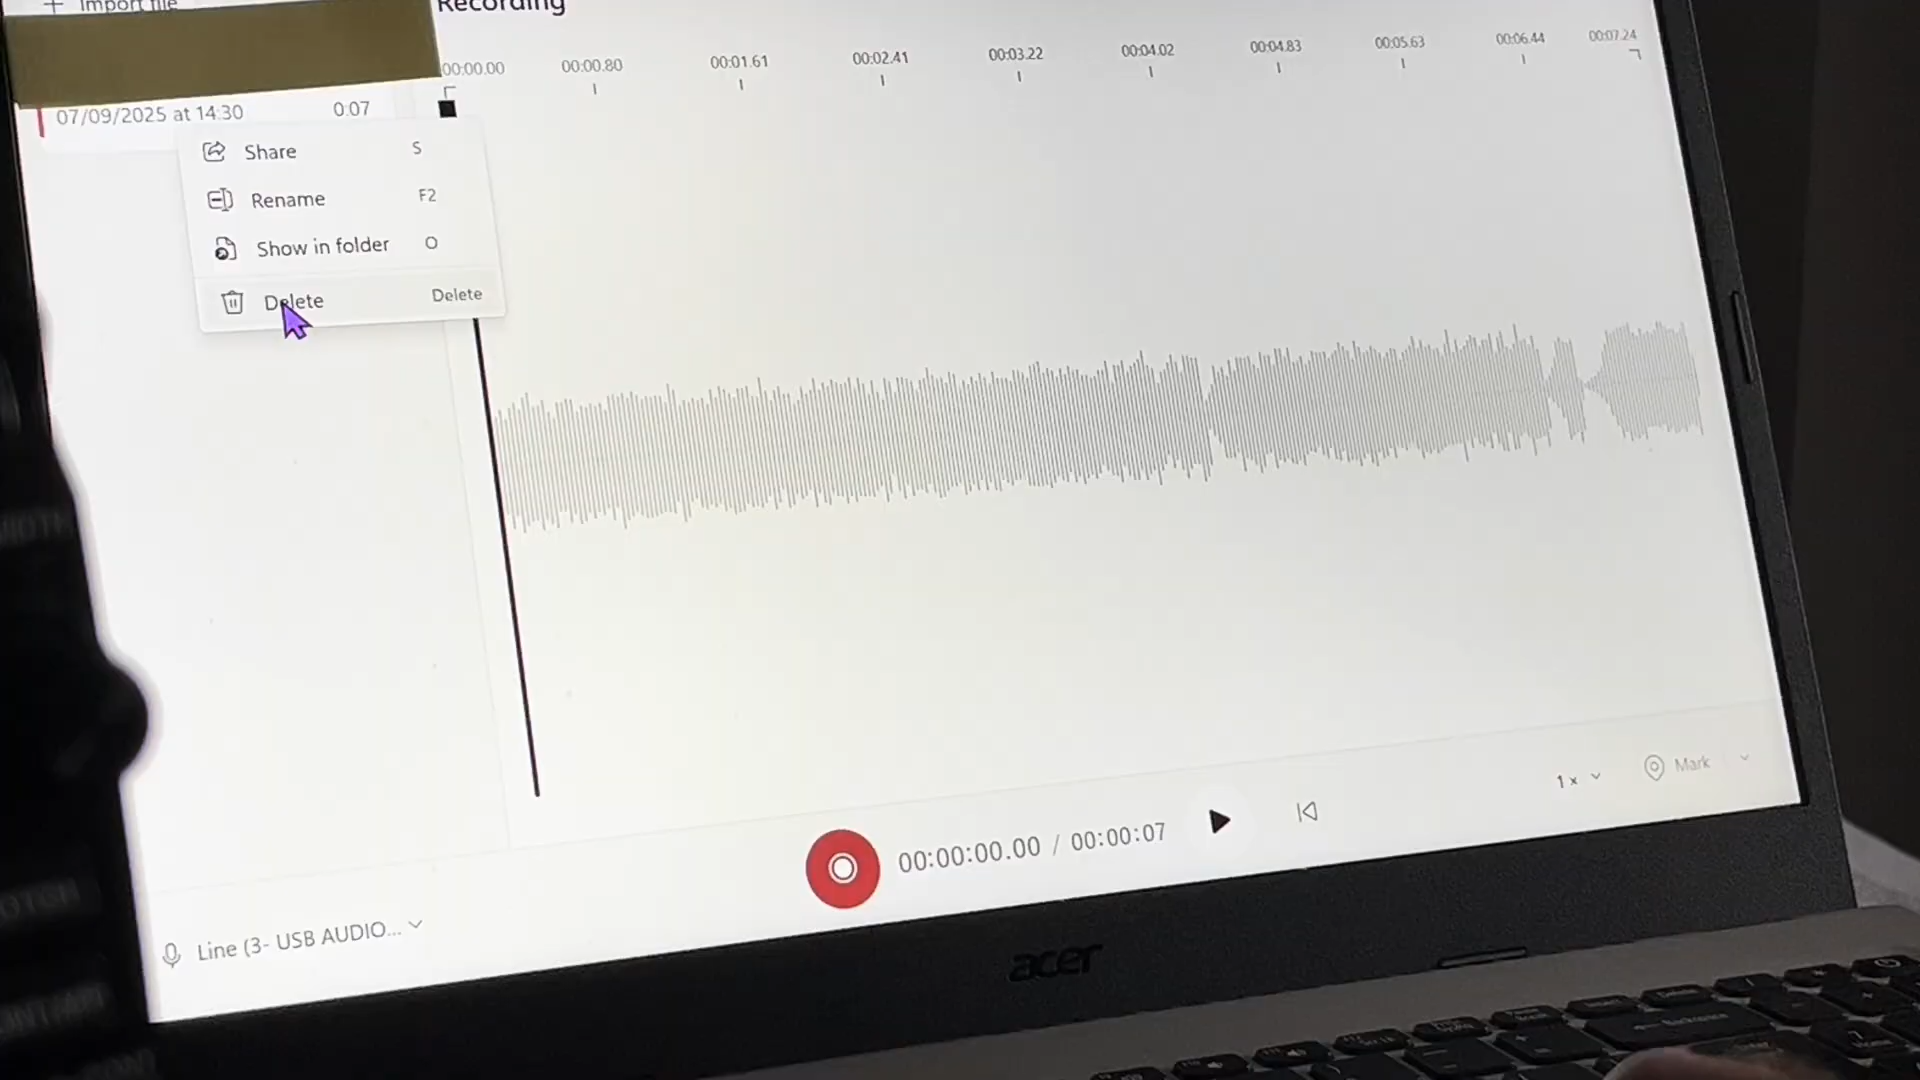 + Import file
Recording
00:00.00 00:00.80 00:01.61 00:02.41 00:03.22 00:04.02 00:04.83 00:05.63 00:06.44 00:07.24
07/09/2025 at 14:30 0:07
Share S
Rename F2
Show in folder O
Delete Delete
00:00:00.00 / 00:00:07
1 x
Mark
Line (3- USB AUDIO...
acer